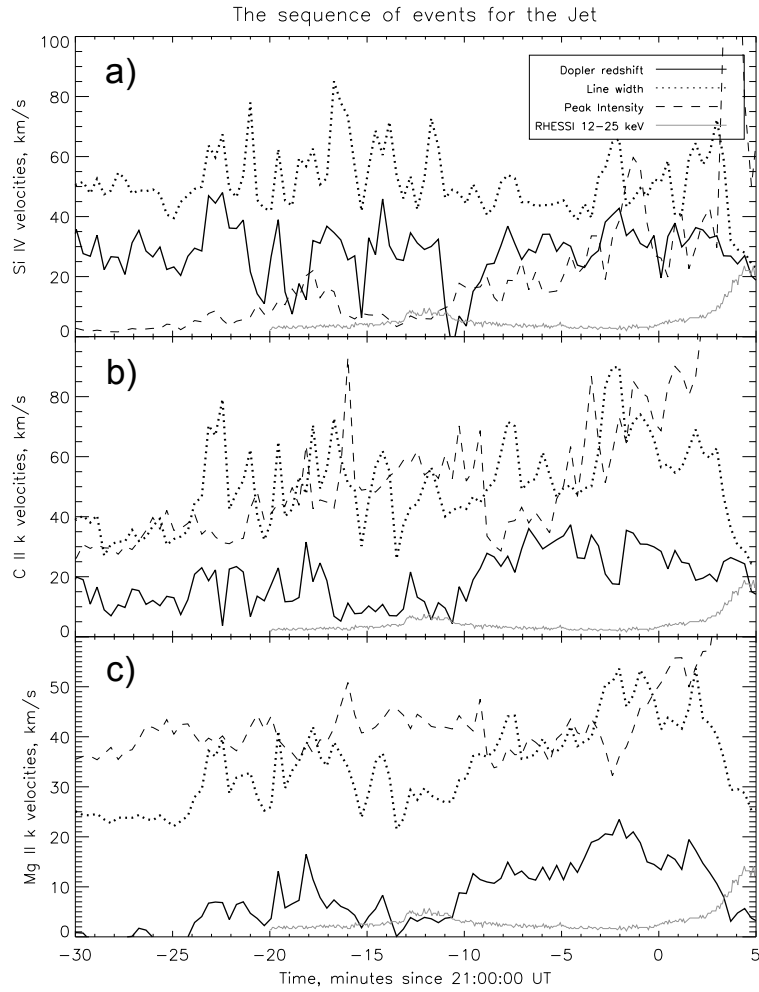 The sequence of events for the Jet
a)
Dopler redshift
Line width
Peak Intensity
RHESSI 12-25 keV
Si IV velocities, km/s
100
80
60
40
20
0
b)
C II k velocities, km/s
80
60
40
20
0
c)
Mg II k velocities, km/s
50
40
30
20
10
0
-30 -25 -20 -15 -10 -5 0 5
Time, minutes since 21:00:00 UT